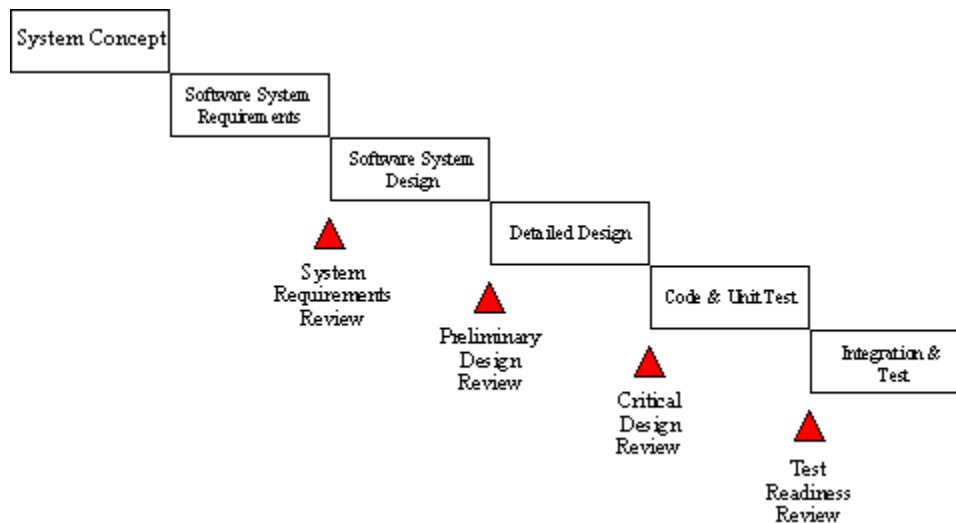 System Concept
Software System
Requirements
Software System
Design
Detailed Design
System
Requirements
Review
Code & Unit Test
Preliminary
Design
Review
Integration &
Test
Critical
Design
Review
Test
Readiness
Review